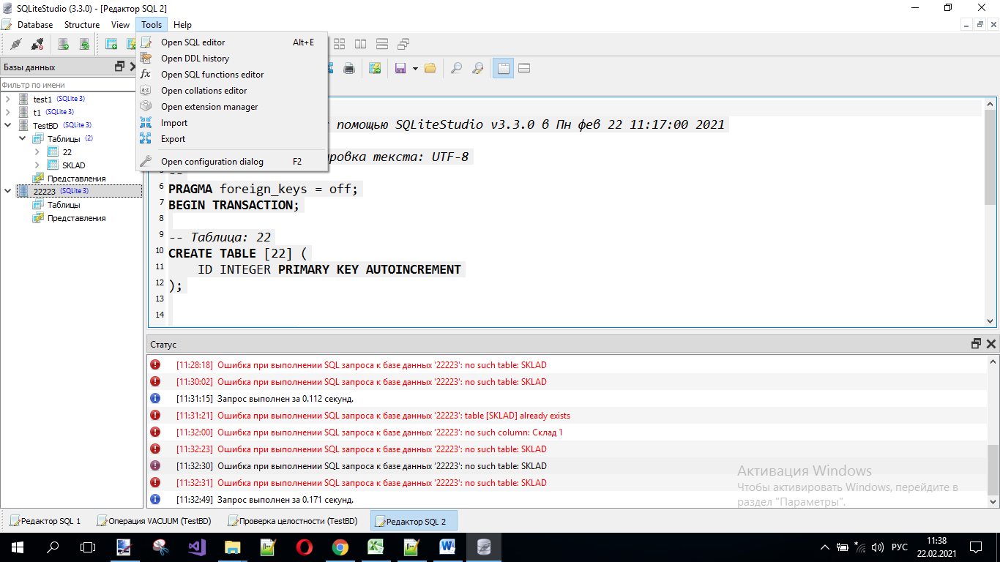 SQLiteStudio (3.3.0) - [Редактор SQL 2]
Database Structure View Tools Help
Open SQL editor Alt+E
Open DDL history
Open SQL functions editor
Open collations editor
Open extension manager
Import
Export
Open configuration dialog F2
Базы данных
Фильтр по имени
test1 (SQLite 3)
t1 (SQLite 3)
TestBD (SQLite 3)
Таблицы (2)
22
SKLAD
Представления
22223 (SQLite 3)
Таблицы
Представления
помощью SQLiteStudio v3.3.0 в Пн фев 22 11:17:00 2021
ровка текста: UTF-8
6 PRAGMA foreign_keys = off;
7 BEGIN TRANSACTION;
8
9 -- Таблица: 22
10 CREATE TABLE [22] (
11 ID INTEGER PRIMARY KEY AUTOINCREMENT
12 );
13
14
Статус
[11:28:18] Ошибка при выполнении SQL запроса к базе данных '22223': no such table: SKLAD
[11:30:02] Ошибка при выполнении SQL запроса к базе данных '22223': no such table: SKLAD
[11:31:15] Запрос выполнен за 0.112 секунд.
[11:31:21] Ошибка при выполнении SQL запроса к базе данных '22223': table [SKLAD] already exists
[11:32:00] Ошибка при выполнении SQL запроса к базе данных '22223': no such column: Склад 1
[11:32:23] Ошибка при выполнении SQL запроса к базе данных '22223': no such table: SKLAD
[11:32:30] Ошибка при выполнении SQL запроса к базе данных '22223': no such table: SKLAD
[11:32:31] Ошибка при выполнении SQL запроса к базе данных '22223': no such table: SKLAD
[11:32:49] Запрос выполнен за 0.171 секунд.
Активация Windows
Чтобы активировать Windows, перейдите в
раздел "Параметры".
Редактор SQL 1 Операция VACUUM (TestBD) Проверка целостности (TestBD) Редактор SQL 2
РУС
11:38
22.02.2021